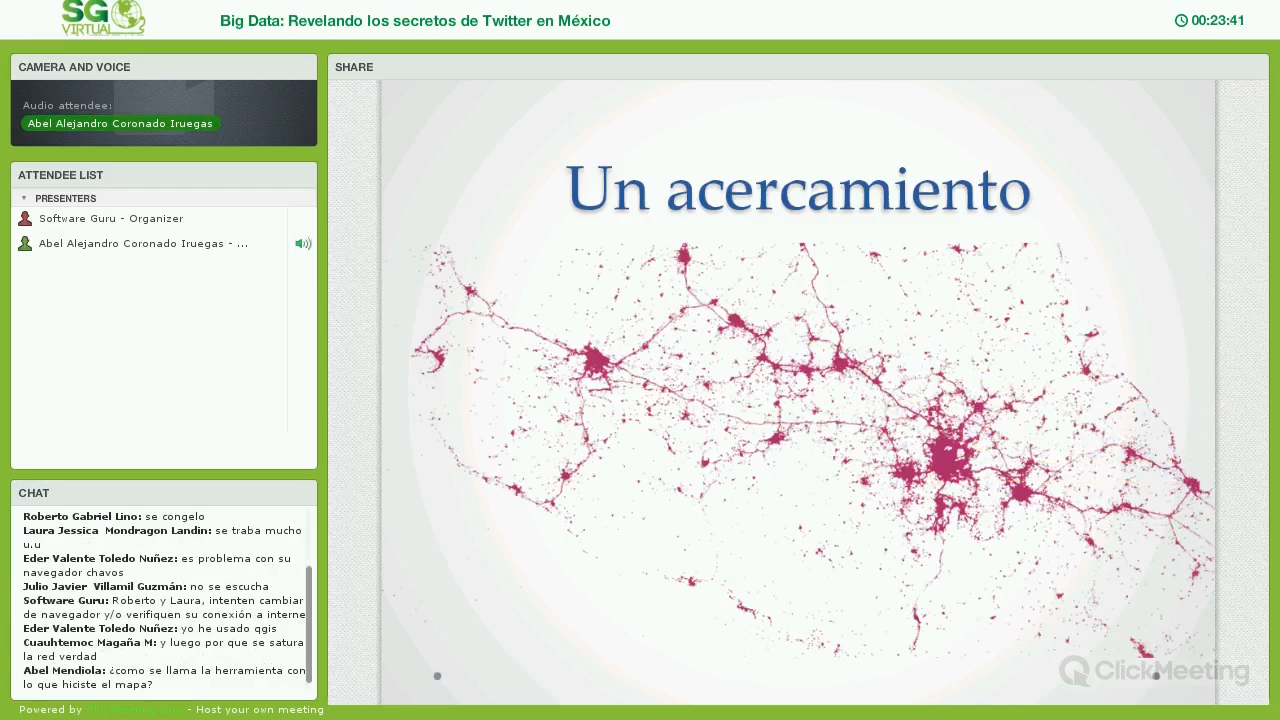 SG
VIRTUAL
Big Data: Revelando los secretos de Twitter en México
00:23:41
CAMERA AND VOICE
Audio attendee:
Abel Alejandro Coronado Iruegas
ATTENDEE LIST
PRESENTERS
Software Guru - Organizer
Abel Alejandro Coronado Iruegas - ...
CHAT
Roberto Gabriel Lino: se congelo
Laura Jessica Mondragon Landin: se traba mucho
u.u
Eder Valente Toledo Nuñez: es problema con su
navegador chavos
Julio Javier Villamil Guzmán: no se escucha
Software Guru: Roberto y Laura, intenten cambiar
de navegador y/o verifiquen su conexión a interne
Eder Valente Toledo Nuñez: yo he usado qgis
Cuauhtemoc Magaña M: y luego por que se satura
la red verdad
Abel Mendiola: ¿como se llama la herramienta con
lo que hiciste el mapa?
Powered by ClickMeeting.com - Host your own meeting
SHARE
Un acercamiento
ClickMeeting